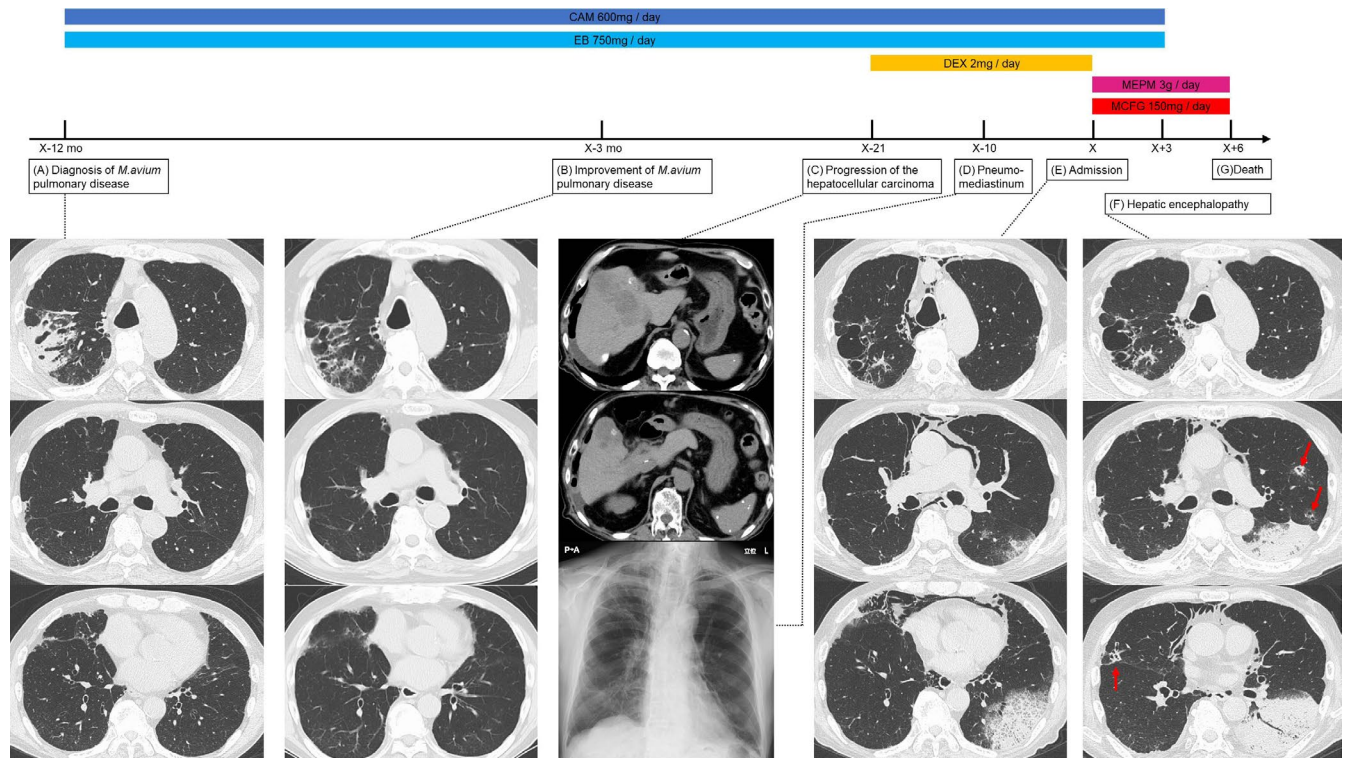 CAM 600mg / day
EB 750mg / day
DEX 2mg / day
MEPM 3g / day
MCFG 150mg / day
X-12 mo
X-3 mo
X-21
X-10
X
X+3
X+6
(A) Diagnosis of M.avium
pulmonary disease
(B) Improvement of M.avium
pulmonary disease
(C) Progression of the
hepatocellular carcinoma
(D) Pneumo-
mediastinum
(E) Admission
(G)Death
(F) Hepatic encephalopathy
P→A
立位 L